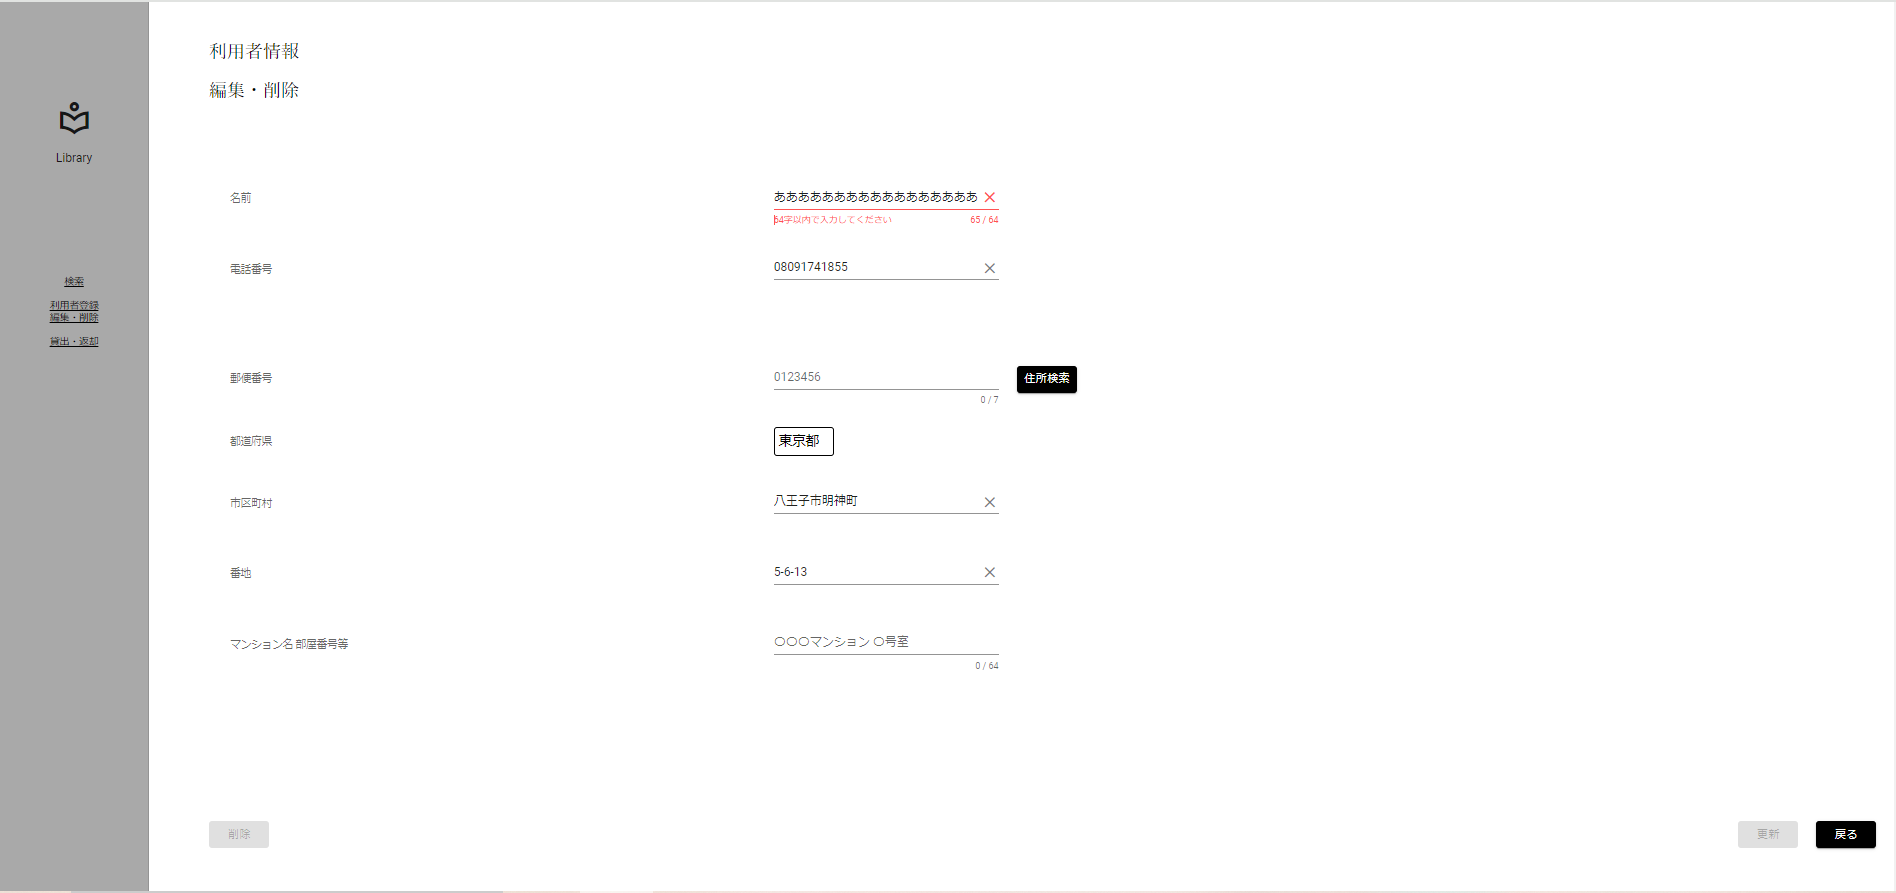 利用者情報
編集・削除
Library
検索
利用者登録
編集・削除
貸出・返却
名前
あああああああああああああああああ
64字以内で入力してください 65 / 64
電話番号
08091741855
郵便番号
0123456
住所検索
0 / 7
都道府県
東京都
市区町村
八王子市明神町
番地
5-6-13
マンション名 部屋番号等
〇〇〇マンション 〇号室
0 / 64
削除
更新
戻る